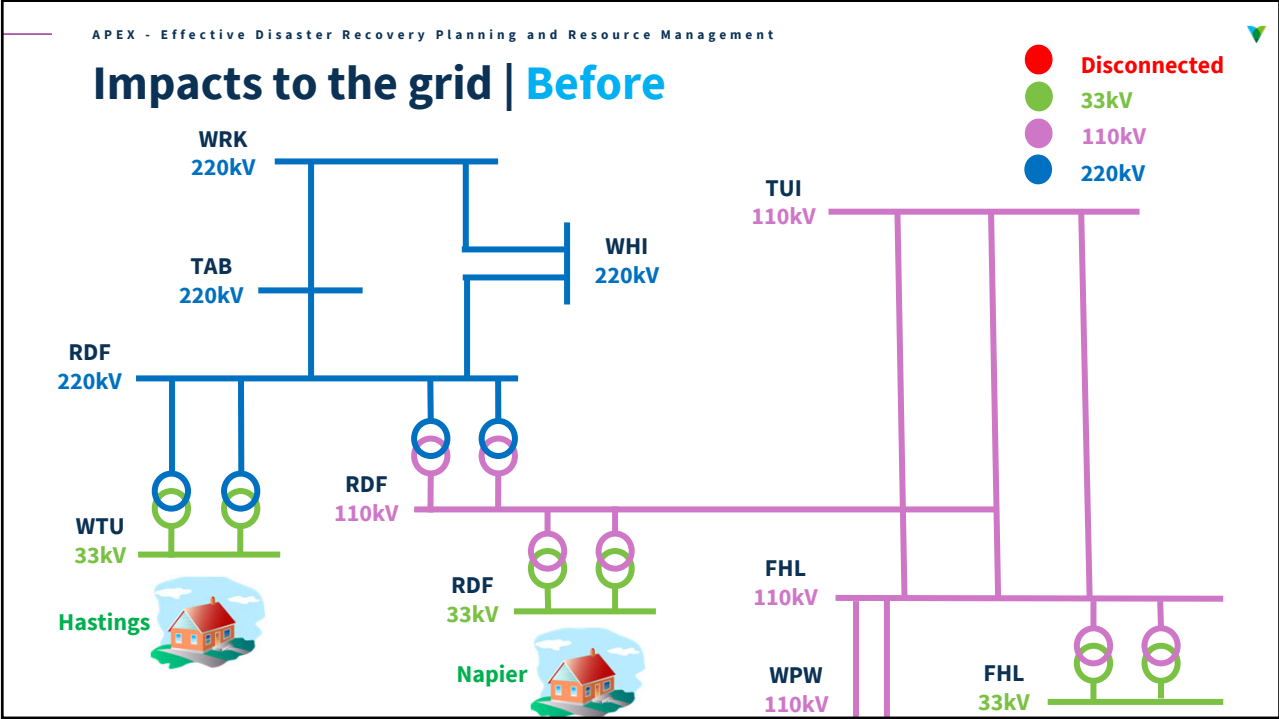 APEX - Effective Disaster Recovery Planning and Resource Management
Impacts to the grid | Before
Disconnected
33kV
110kV
220kV
WRK
220kV
TUI
110kV
WHI
220kV
TAB
220kV
RDF
220kV
RDF
110kV
WTU
33kV
FHL
110kV
RDF
33kV
Hastings
Napier
WPW
110kV
FHL
33kV